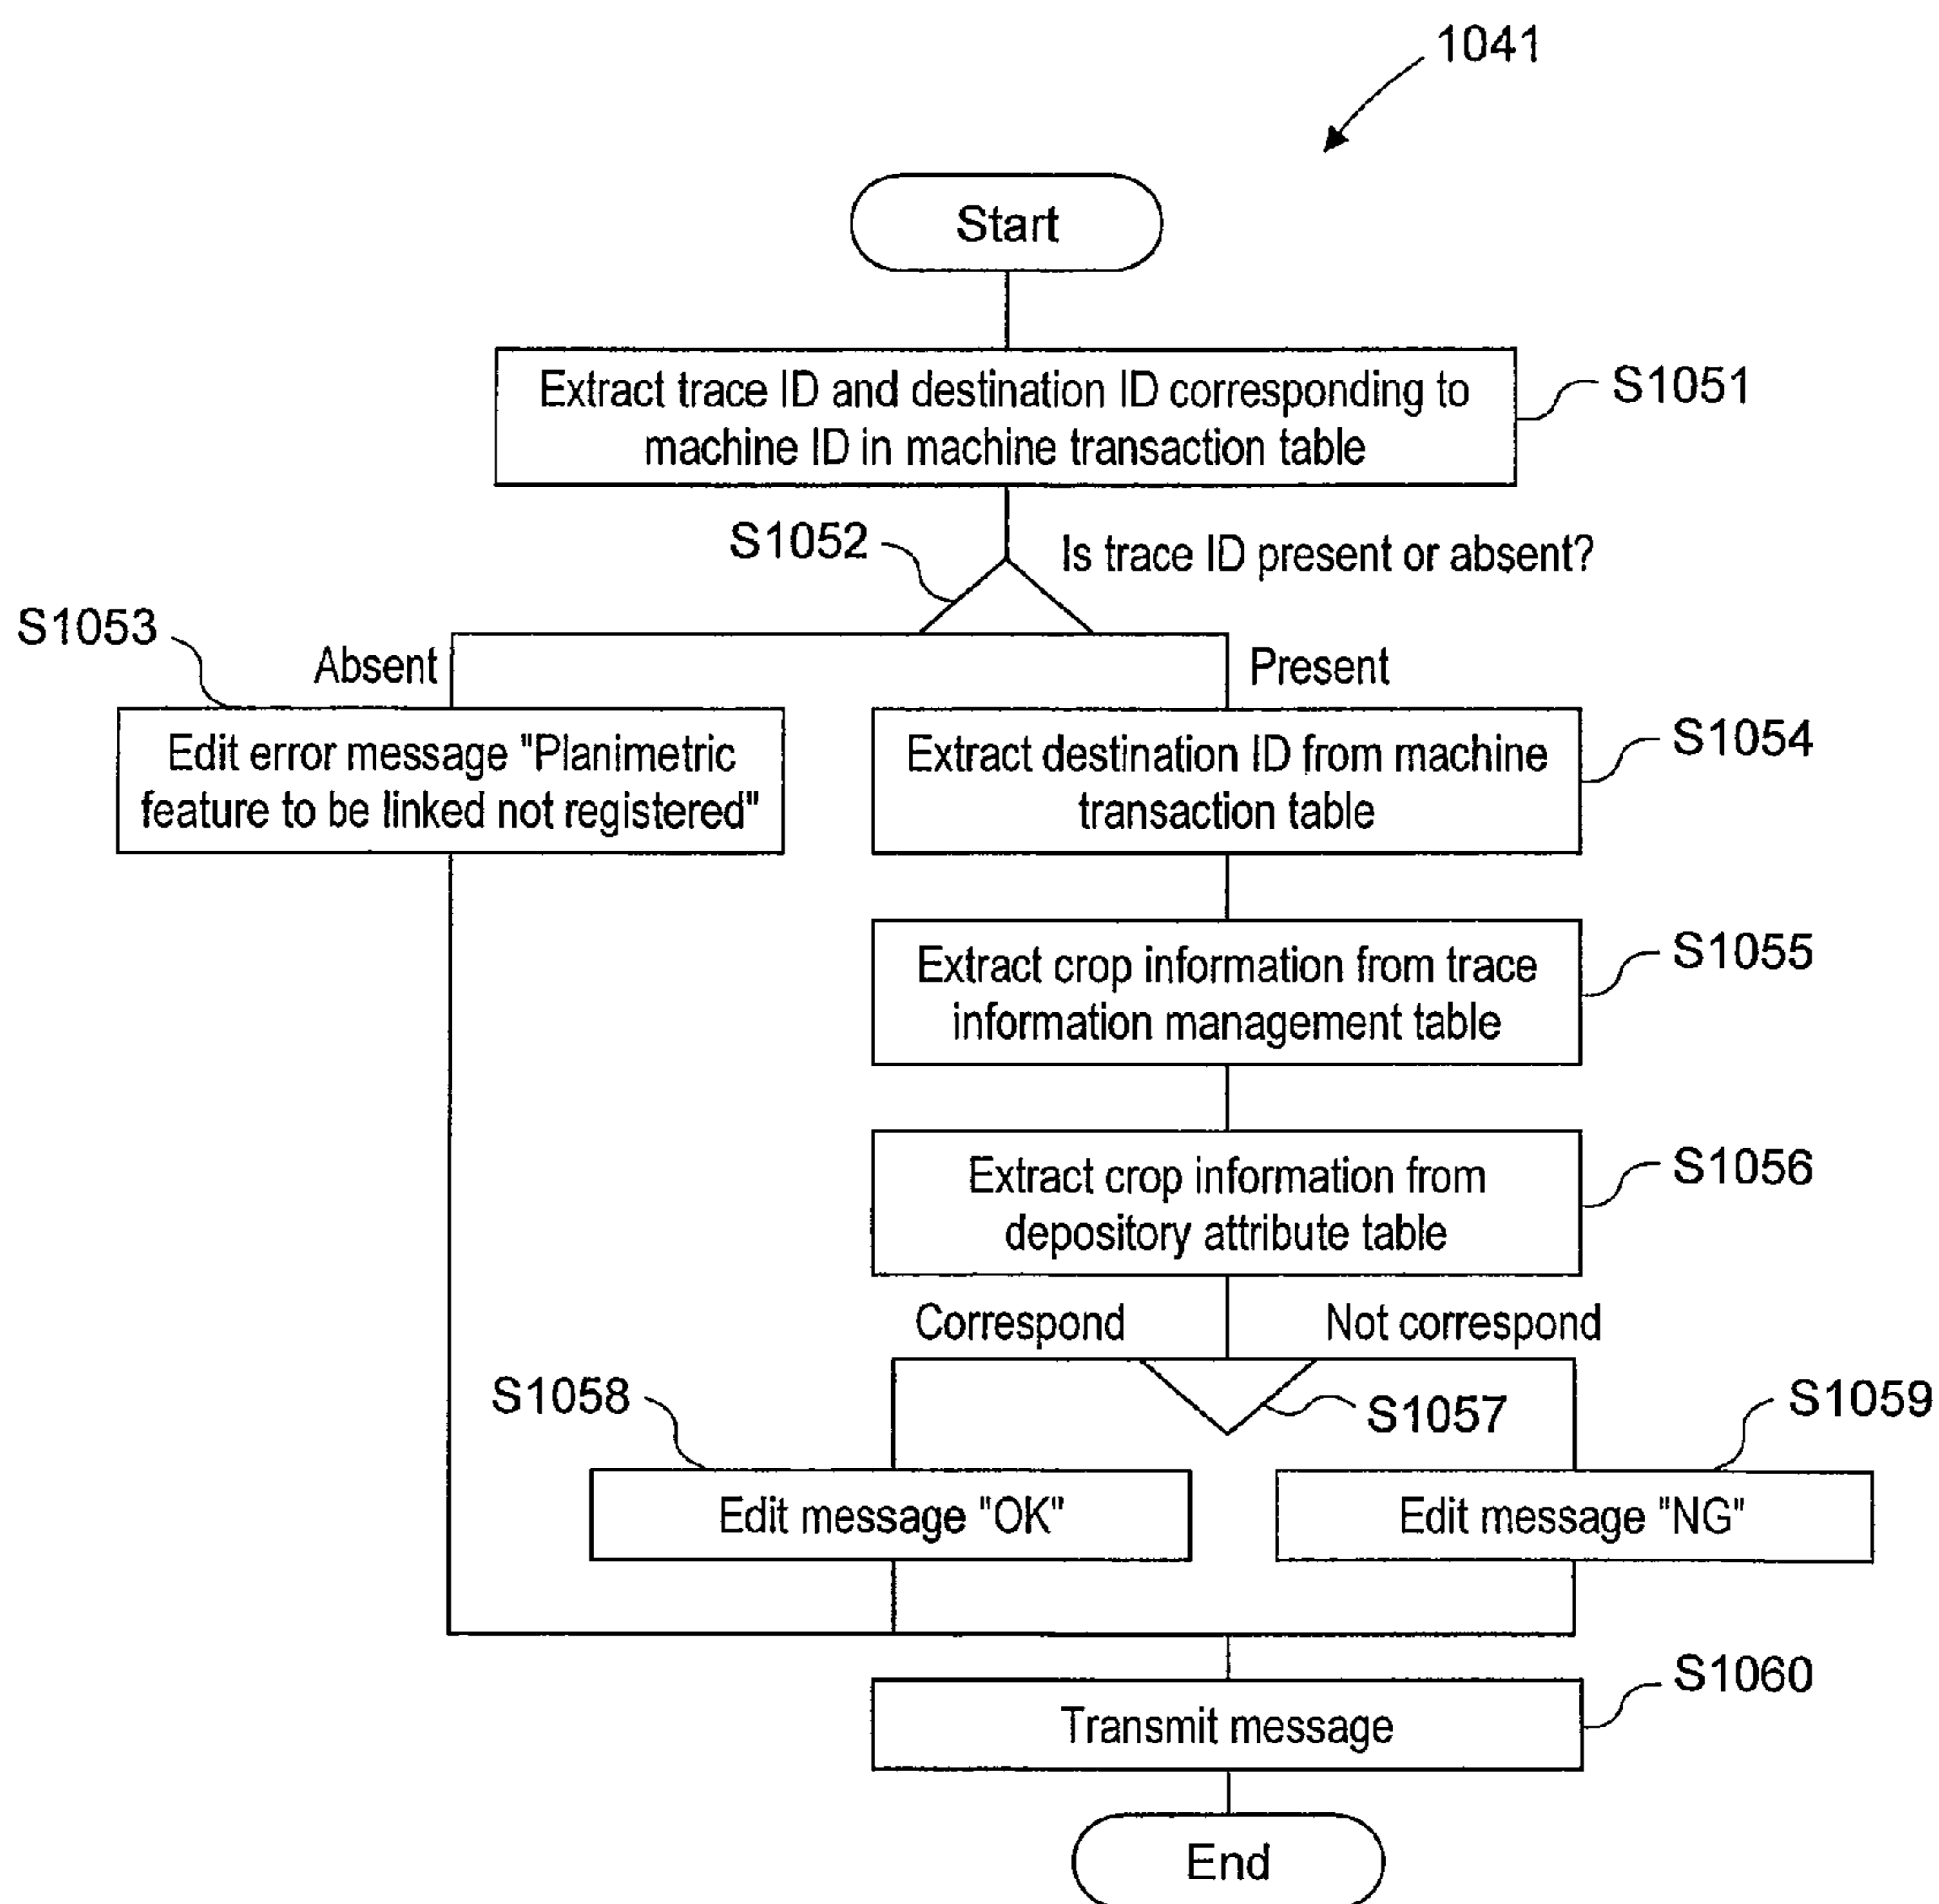 1041
Start
Extract trace ID and destination ID corresponding to
machine ID in machine transaction table
S1051
S1052
Is trace ID present or absent?
S1053
Absent
Present
Edit error message "Planimetric
feature to be linked not registered"
Extract destination ID from machine
transaction table
S1054
Extract crop information from trace
information management table
S1055
Extract crop information from
depository attribute table
S1056
Correspond
Not correspond
S1057
S1058
S1059
Edit message "OK"
Edit message "NG"
Transmit message
S1060
End